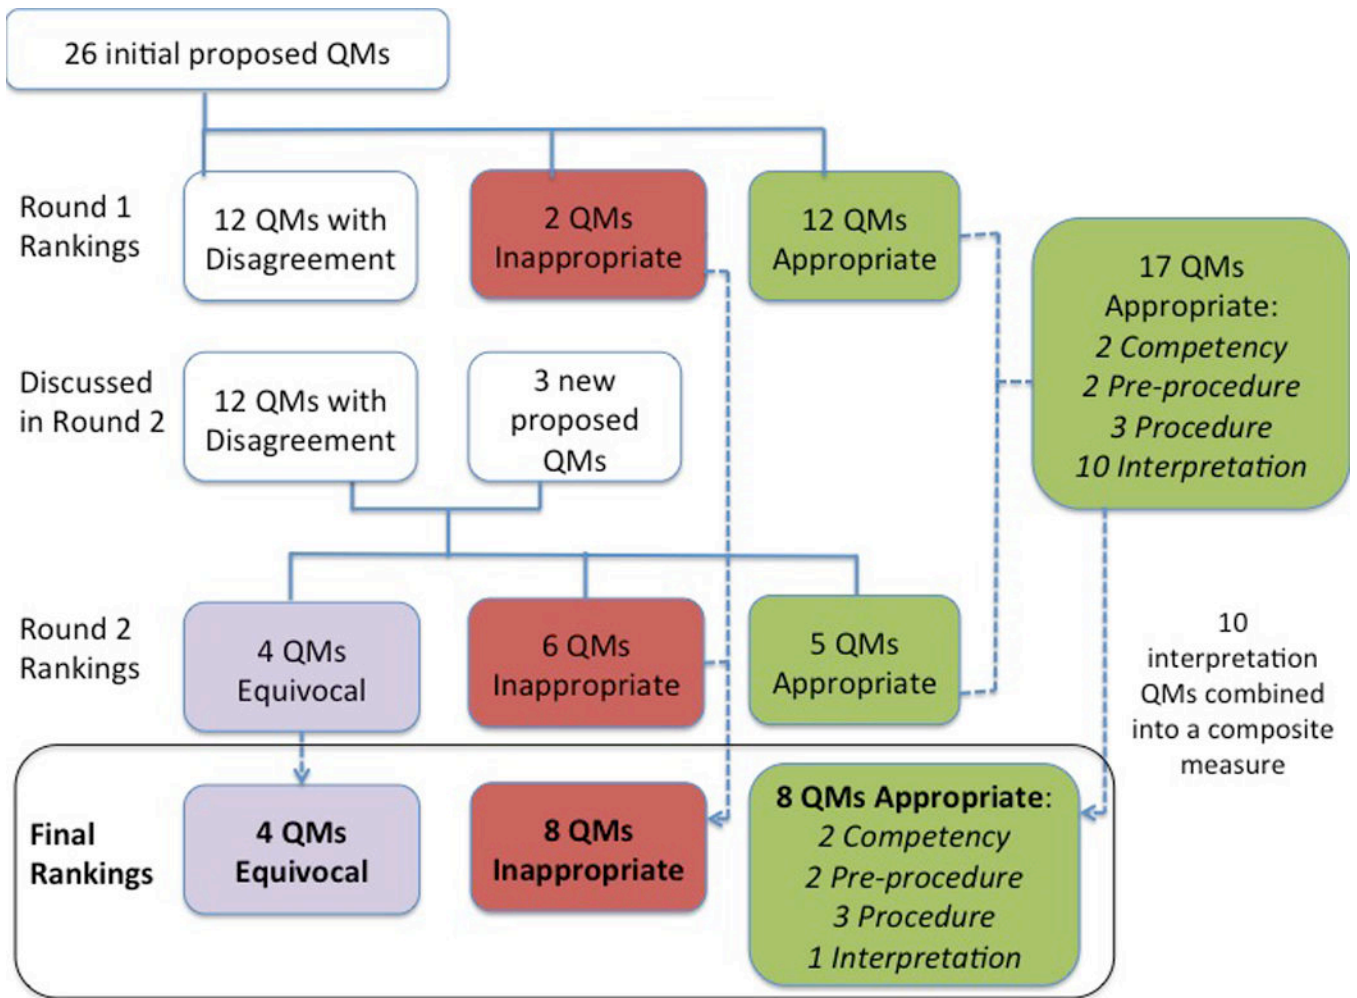 26 initial proposed QMs
Round 1
Rankings
12 QMs with
Disagreement
2 QMs
Inappropriate
12 QMs
Appropriate
17 QMs
Appropriate:
2 Competency
2 Pre-procedure
3 Procedure
10 Interpretation
Discussed
in Round 2
12 QMs with
Disagreement
3 new
proposed
QMs
Round 2
Rankings
4 QMs
Equivocal
6 QMs
Inappropriate
5 QMs
Appropriate
10
interpretation
QMs combined
into a composite
measure
Final
Rankings
4 QMs
Equivocal
8 QMs
Inappropriate
8 QMs Appropriate:
2 Competency
2 Pre-procedure
3 Procedure
1 Interpretation